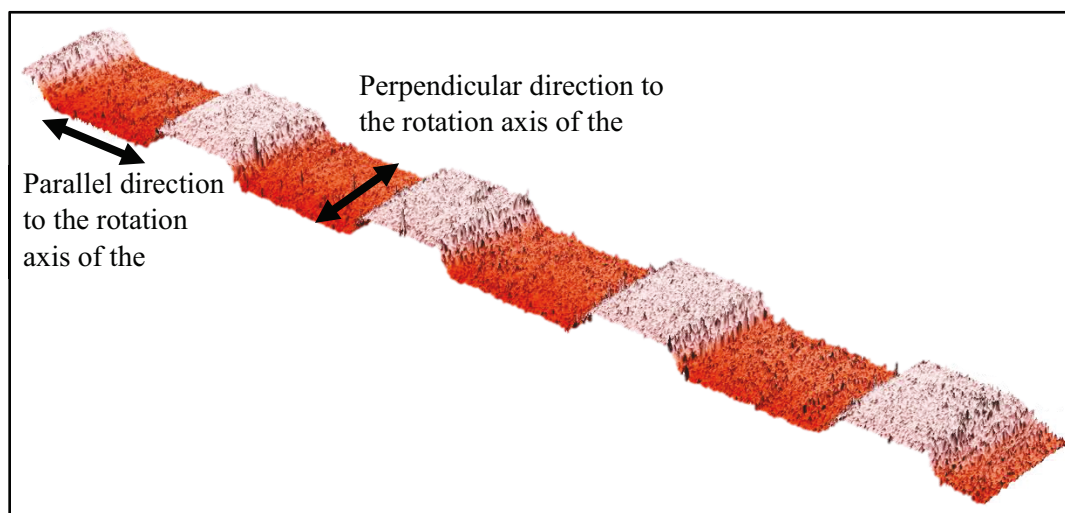 Perpendicular direction to
the rotation axis of the
Parallel direction
to the rotation
axis of the